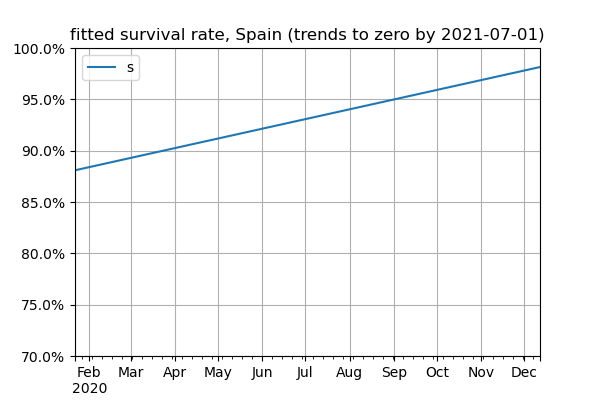 fitted survival rate, Spain (trends to zero by 2021-07-01)
s
100.0%
95.0%
90.0%
85.0%
80.0%
75.0%
70.0%
Feb Mar Apr May Jun Jul Aug Sep Oct Nov Dec
2020